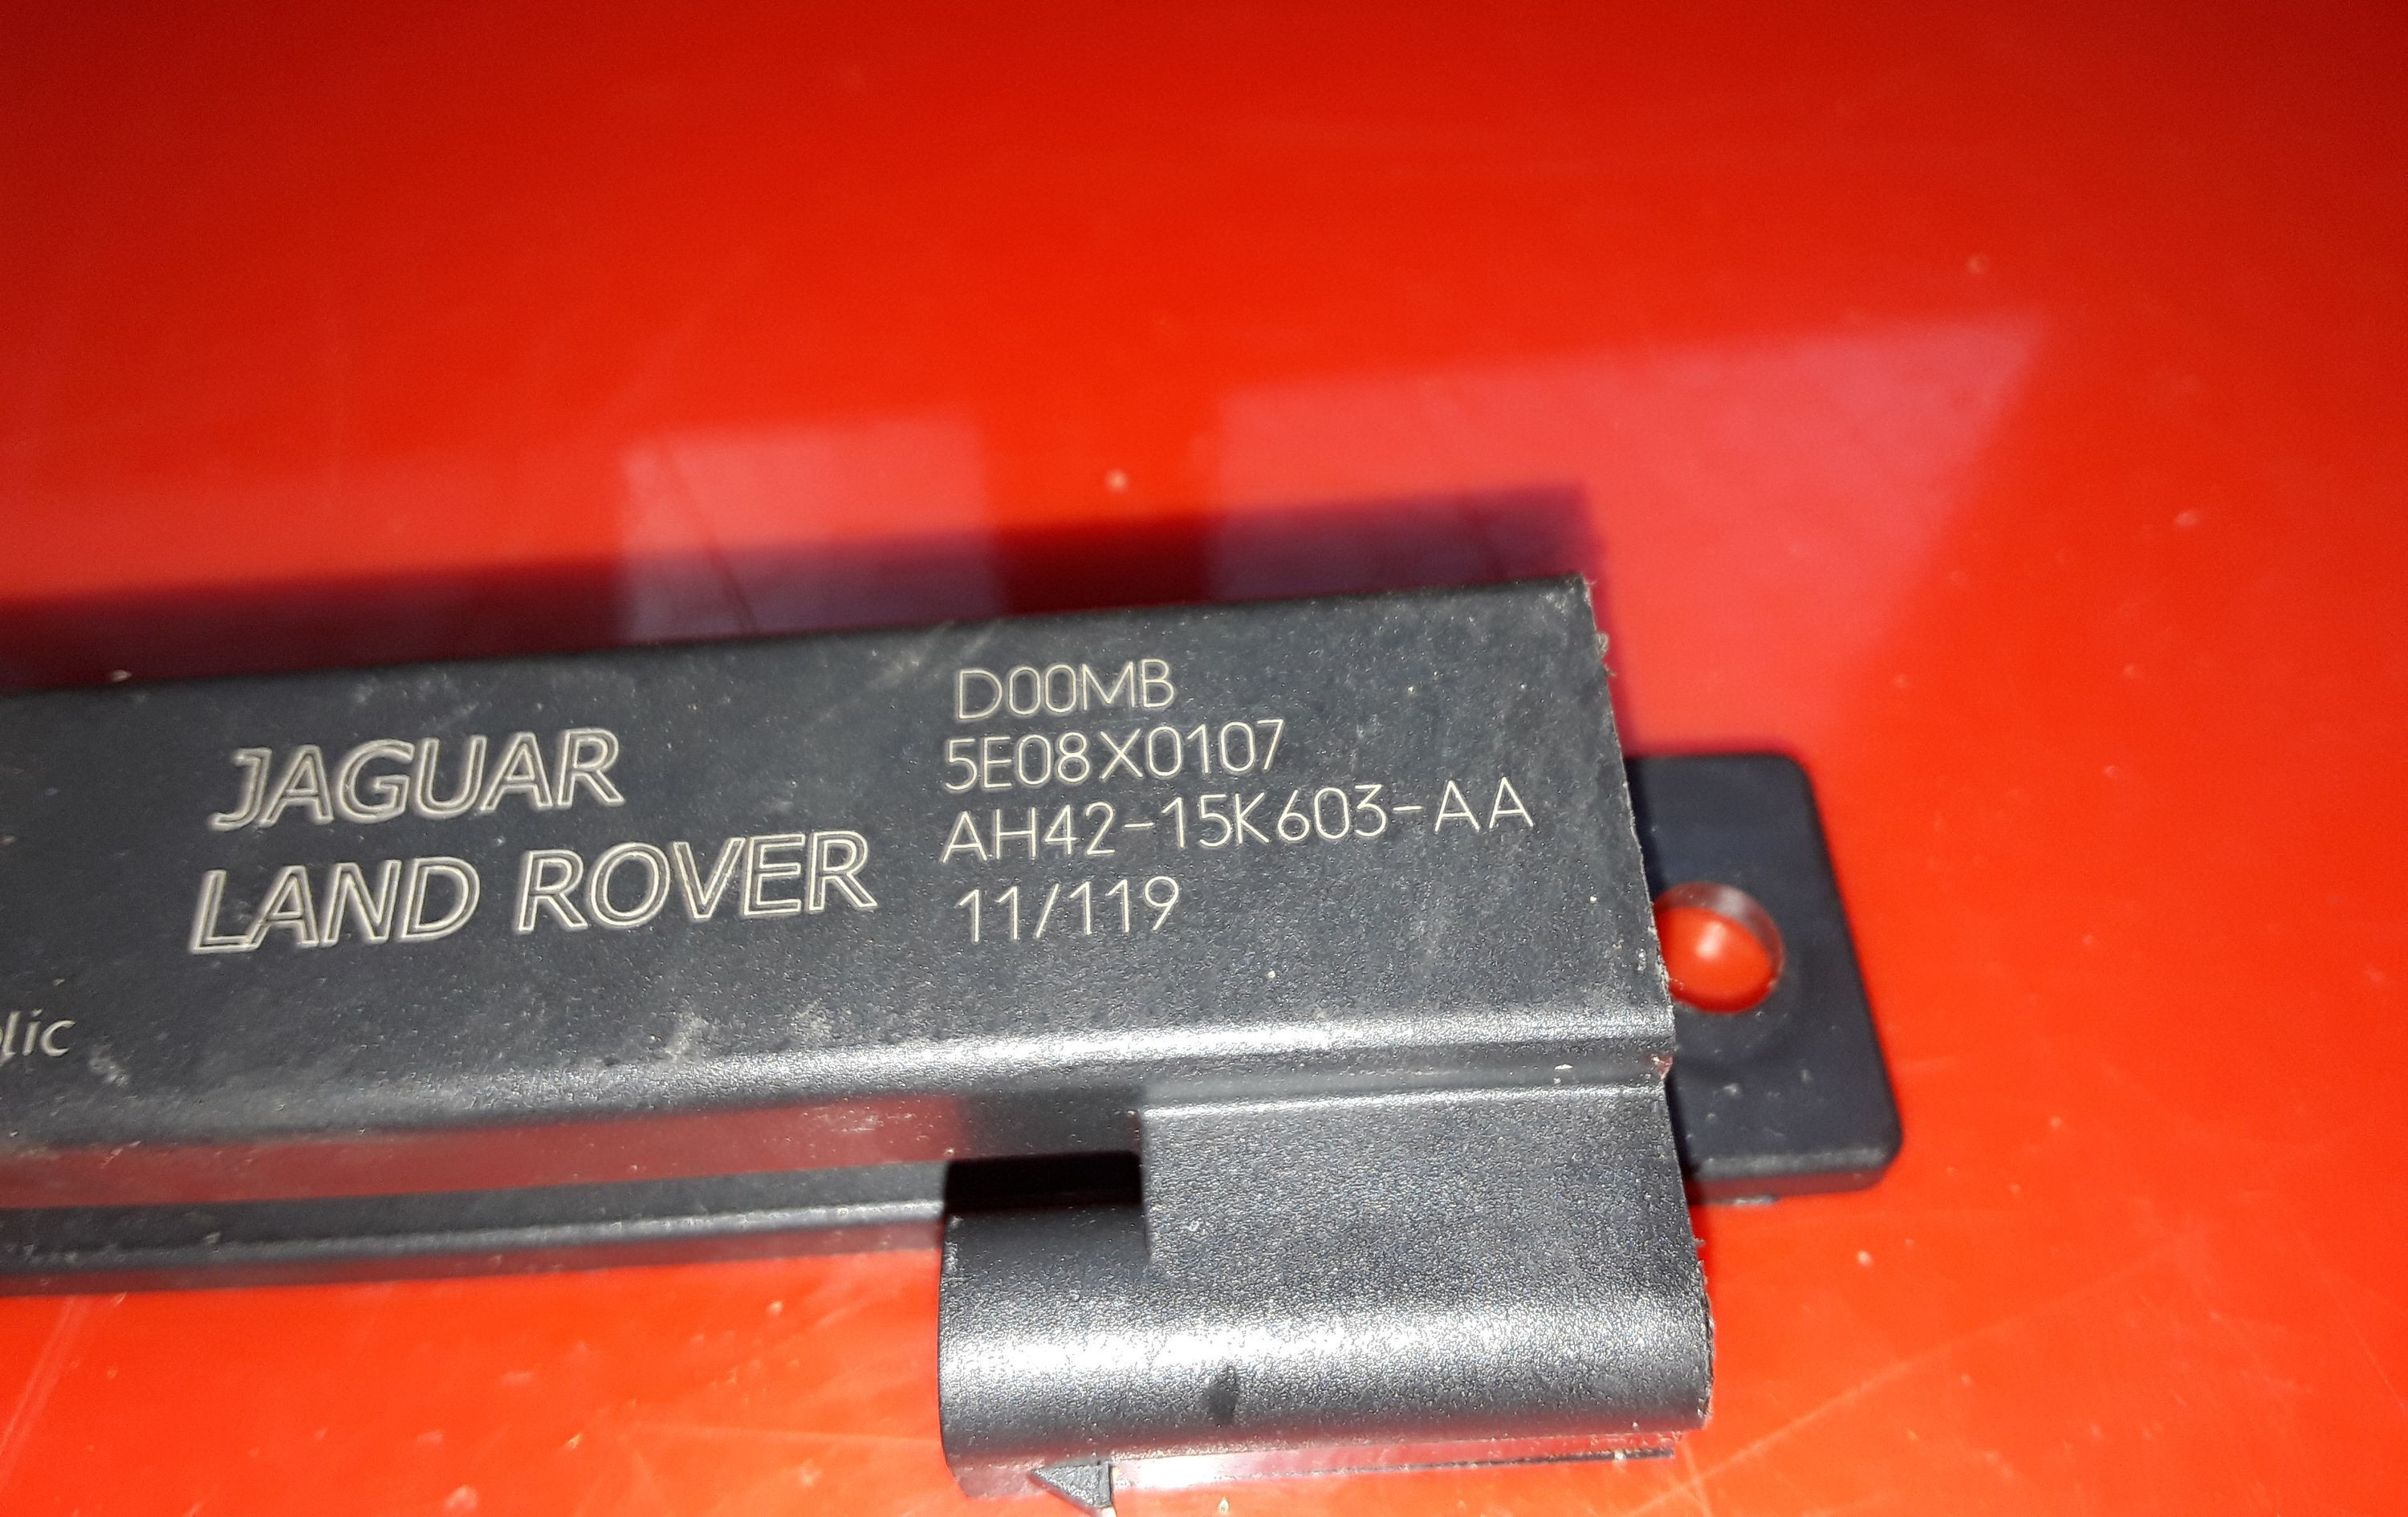 JAGUAR
LAND ROVER
D00MB
5E08X0107
AH42-15K603-AA
11/119